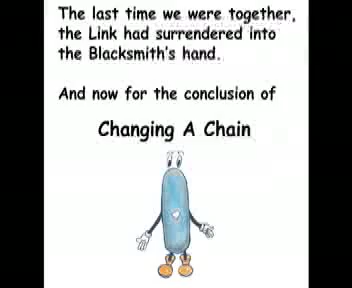 The last time we were together,
the Link had surrendered into
the Blacksmith's hand.
And now for the conclusion of
Changing A Chain